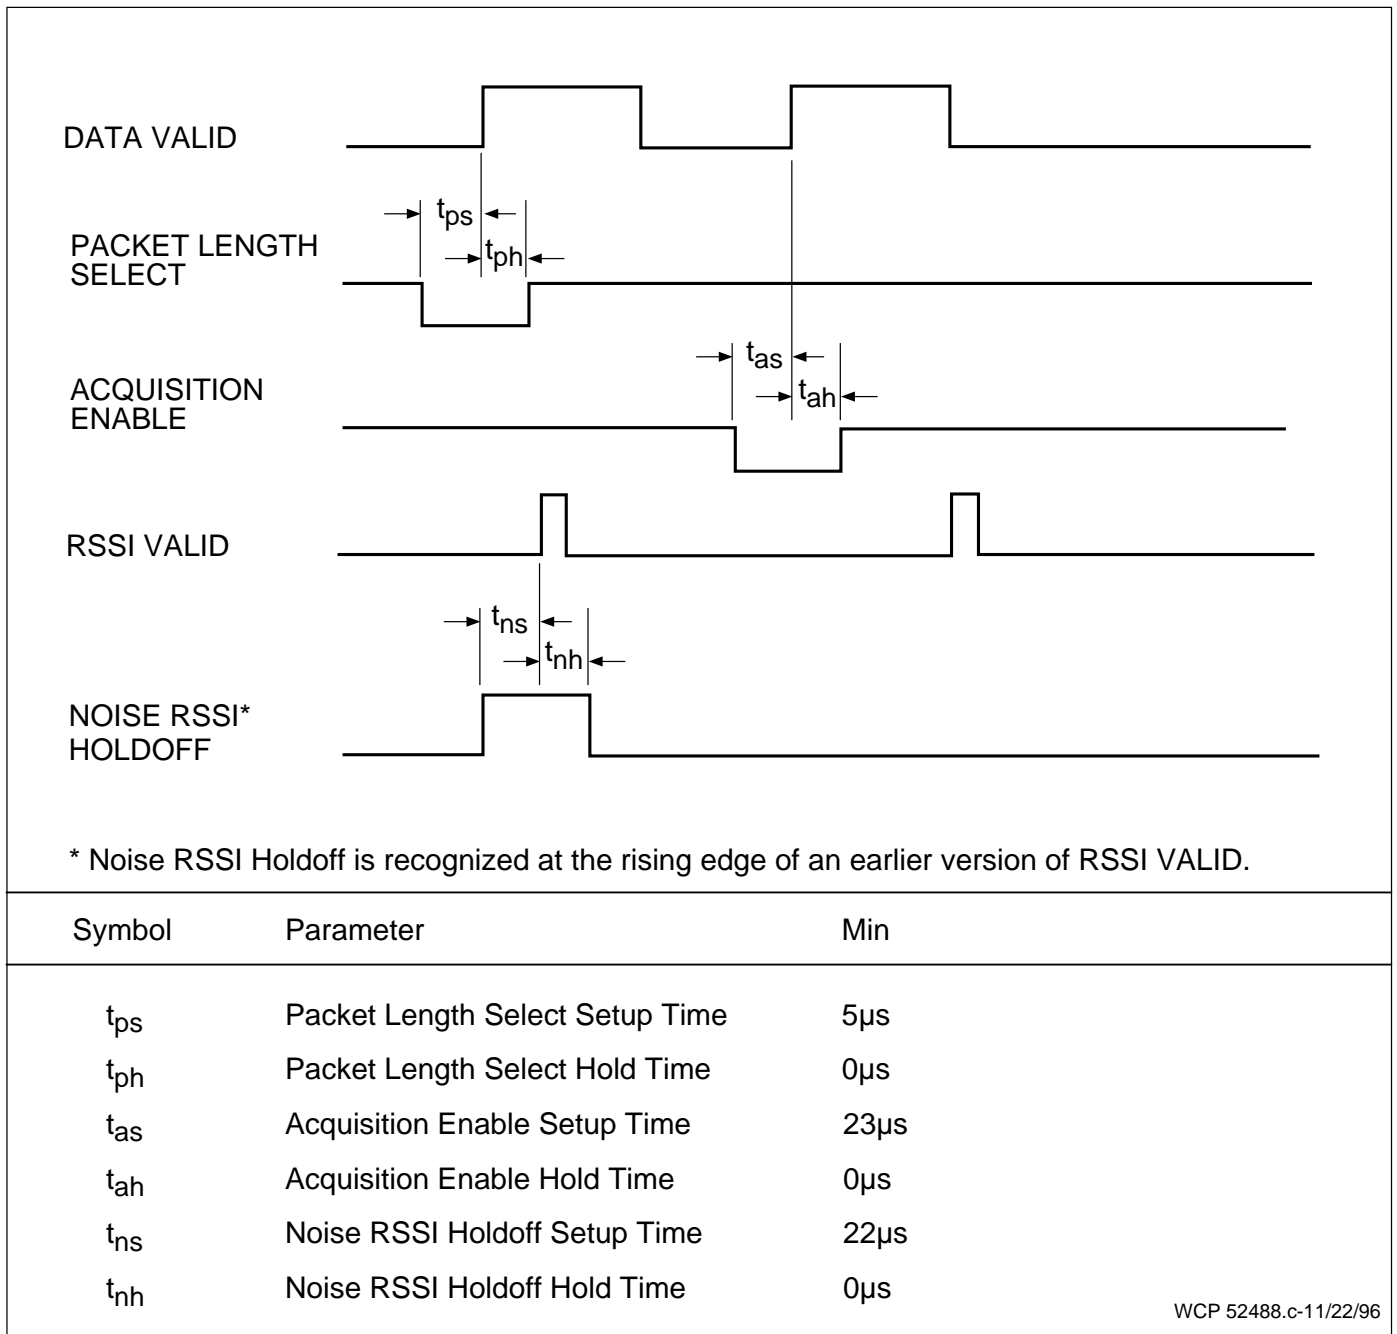 DATA VALID
tps
PACKET LENGTH
SELECT
tph
tas
ACQUISITION
ENABLE
tah
RSSI VALID
tns
tnh
NOISE RSSI*
HOLDOFF
* Noise RSSI Holdoff is recognized at the rising edge of an earlier version of RSSI VALID.
Symbol Parameter Min
tps Packet Length Select Setup Time 5µs
tph Packet Length Select Hold Time 0µs
tas Acquisition Enable Setup Time 23µs
tah Acquisition Enable Hold Time 0µs
tns Noise RSSI Holdoff Setup Time 22µs
tnh Noise RSSI Holdoff Hold Time 0µs
WCP 52488.c-11/22/96